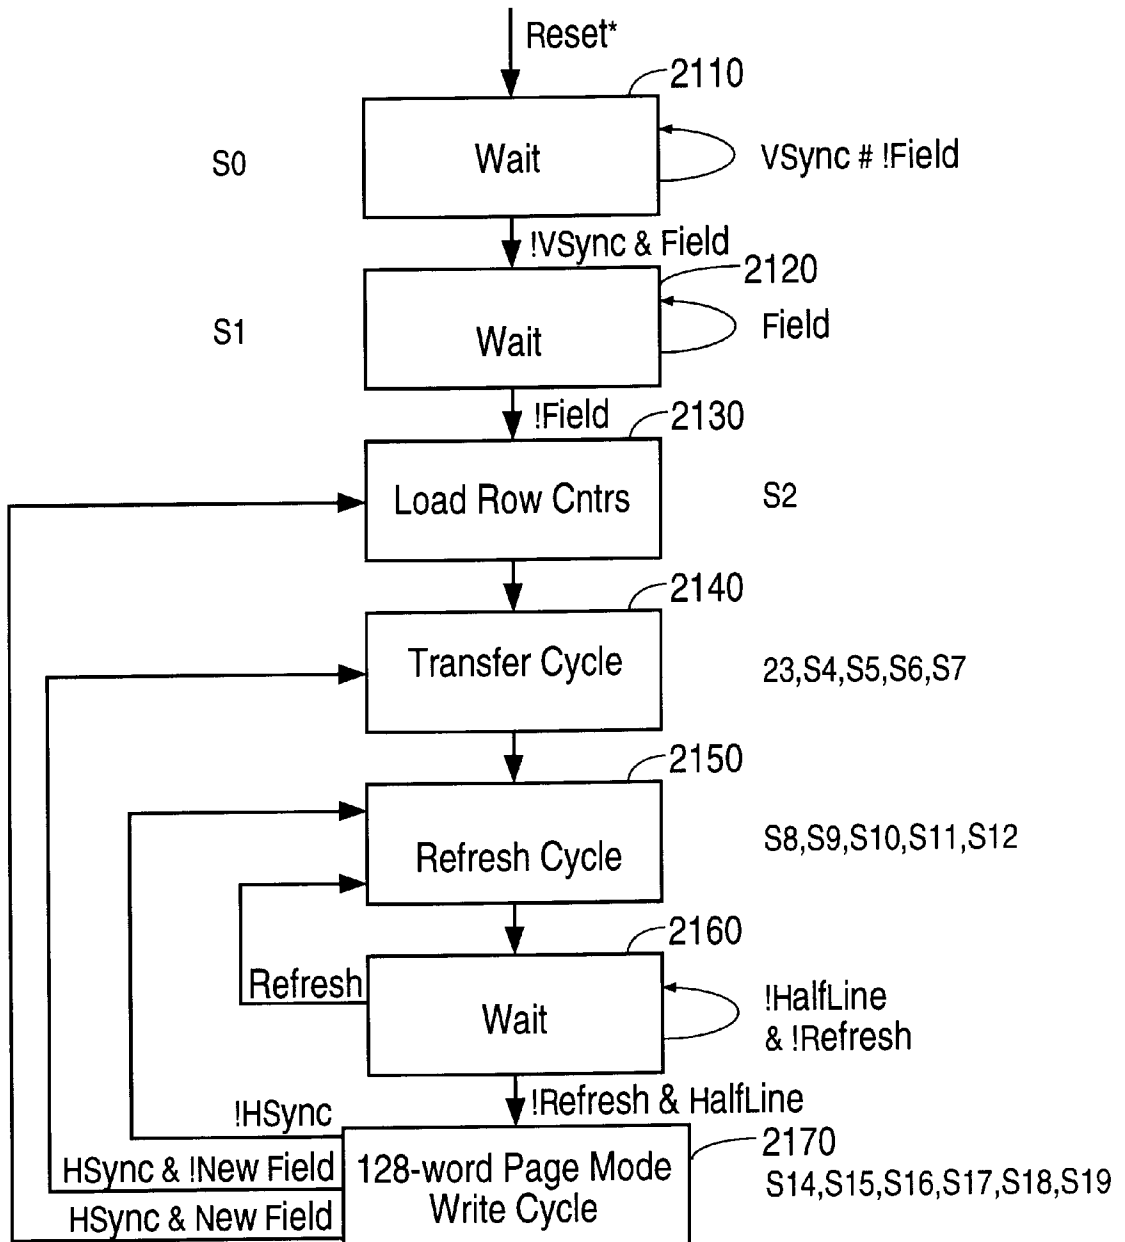 Reset*
2110
S0
Wait
VSync # !Field
!VSync & Field
2120
S1
Wait
Field
!Field
2130
Load Row Cntrs
S2
2140
Transfer Cycle
23,S4,S5,S6,S7
2150
Refresh Cycle
S8,S9,S10,S11,S12
2160
Refresh
Wait
!HalfLine
& !Refresh
!Refresh & HalfLine
!HSync
2170
HSync & !New Field
128-word Page Mode
Write Cycle
S14,S15,S16,S17,S18,S19
HSync & New Field